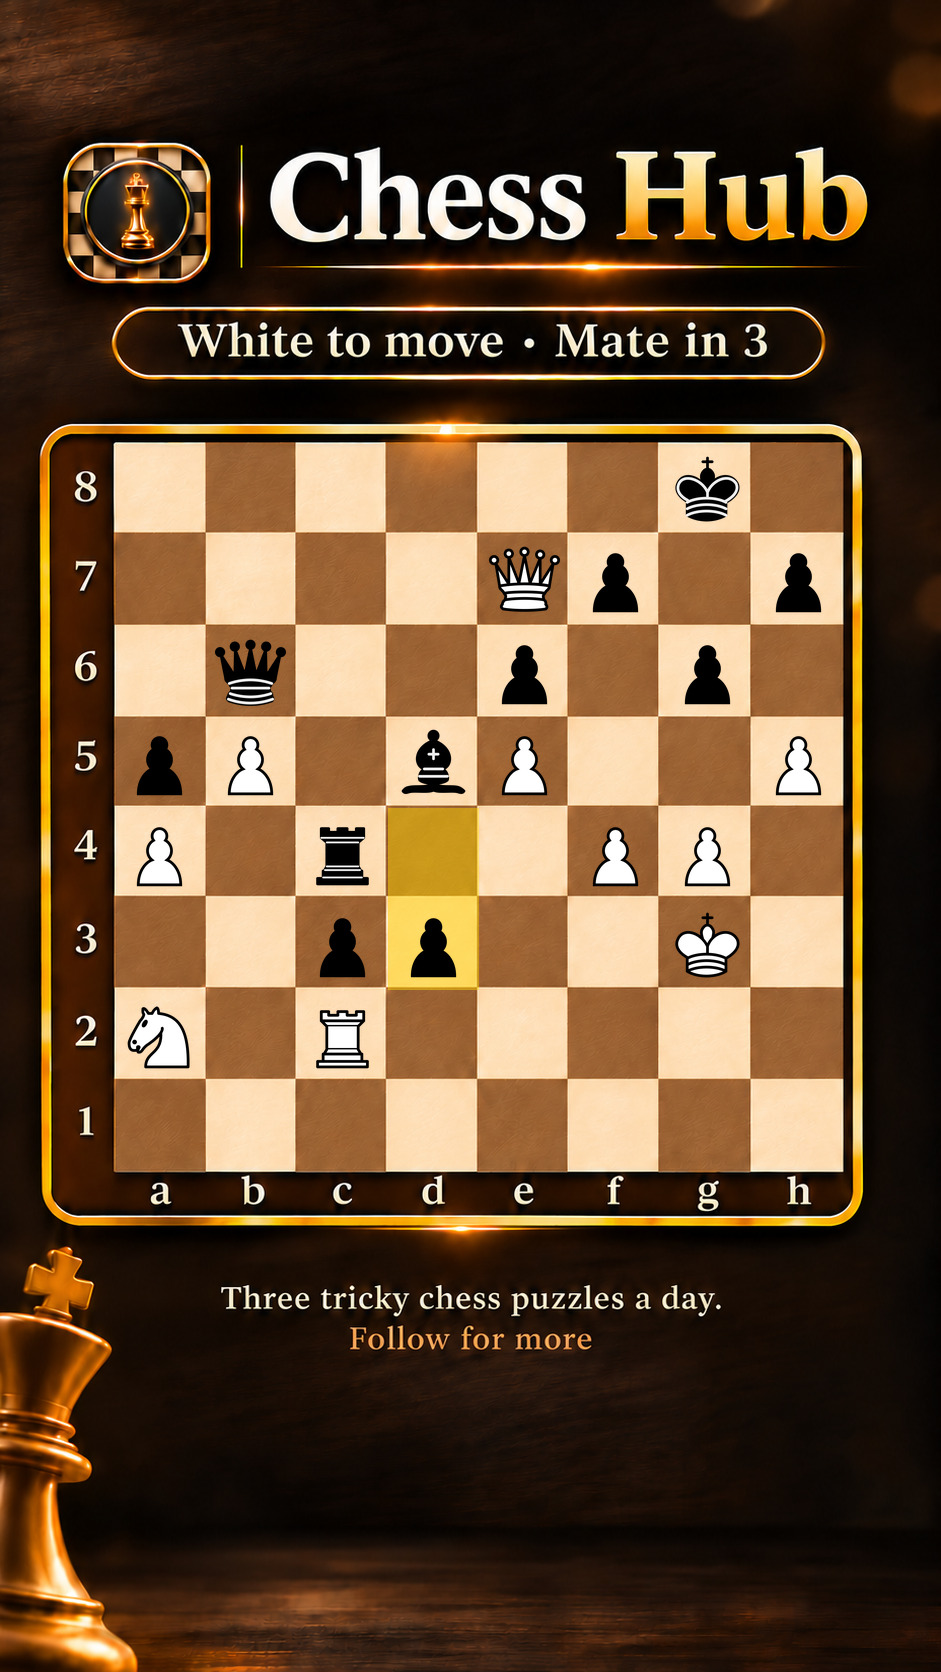 Chess Hub
White to move • Mate in 3
8
7
6
5
4
3
2
1
a b c d e f g h
Three tricky chess puzzles a day.
Follow for more